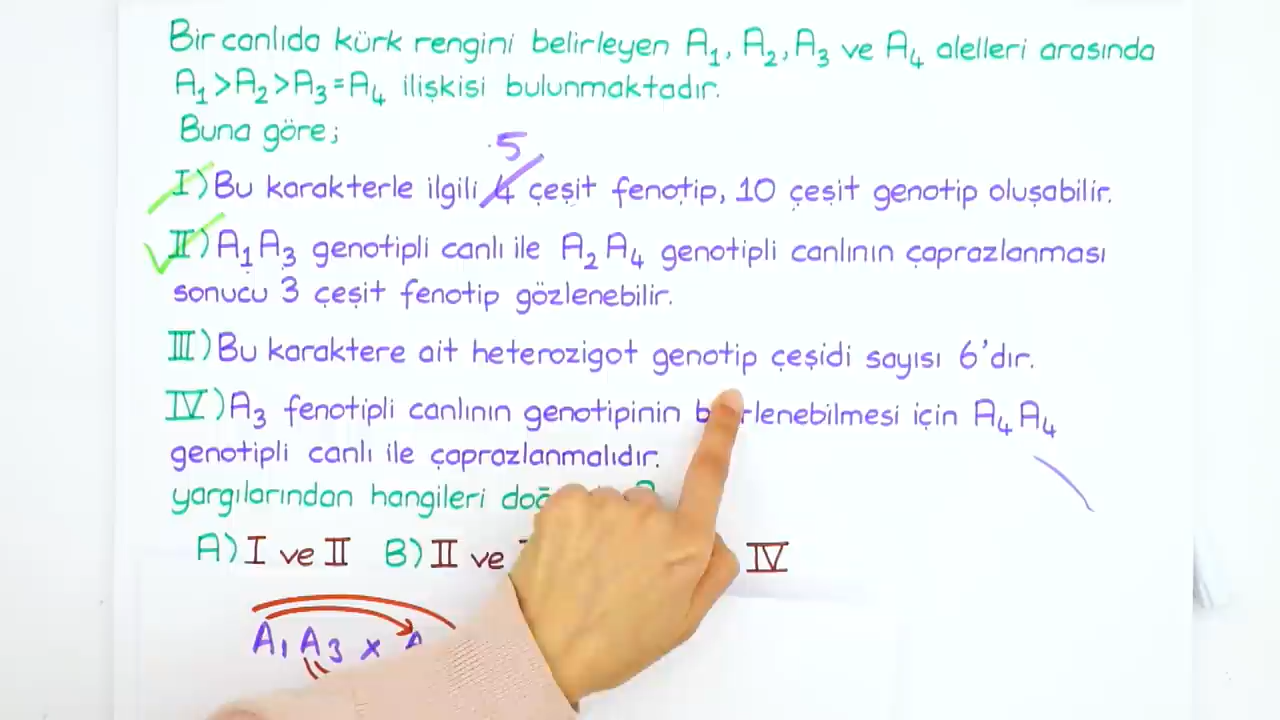 Bir canlıda kürk rengini belirleyen A₁, A₂, A₃ ve A₄ alelleri arasında
A₁>A₂>A₃=A₄ ilişkisi bulunmaktadır.
Buna göre;
5
I) Bu karakterle ilgili 4 çeşit fenotip, 10 çeşit genotip oluşabilir.
II) A₁A₃ genotipli canlı ile A₂A₄ genotipli canlının çaprazlanması
sonucu 3 çeşit fenotip gözlenebilir.
III) Bu karaktere ait heterozigot genotip çeşidi sayısı 6'dır.
IV) A₃ fenotipli canlının genotipinin için A₄A₄
genotipli canlı ile çaprazlanmalıdır.
yargılarından hangileri
A) I ve II B) II ve IV
A₁A₃ x